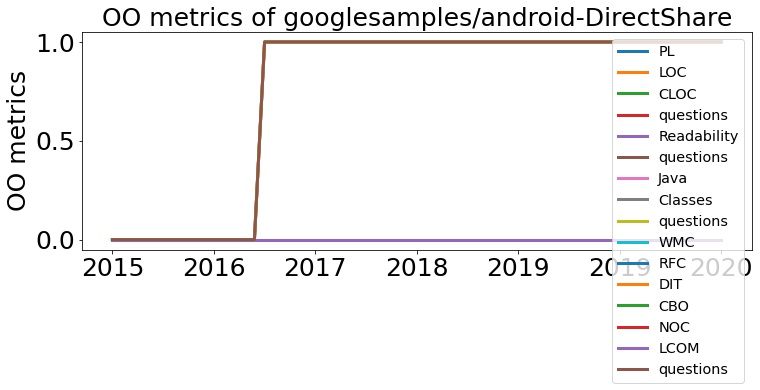 OO metrics of googlesamples/android-DirectShare
OO metrics
1.0
0.5
0.0
2015 2016 2017 2018 2019 2019 2020
PL
LOC
CLOC
questions
Readability
questions
Java
Classes
questions
WMC
RFC
DIT
CBO
NOC
LCOM
questions